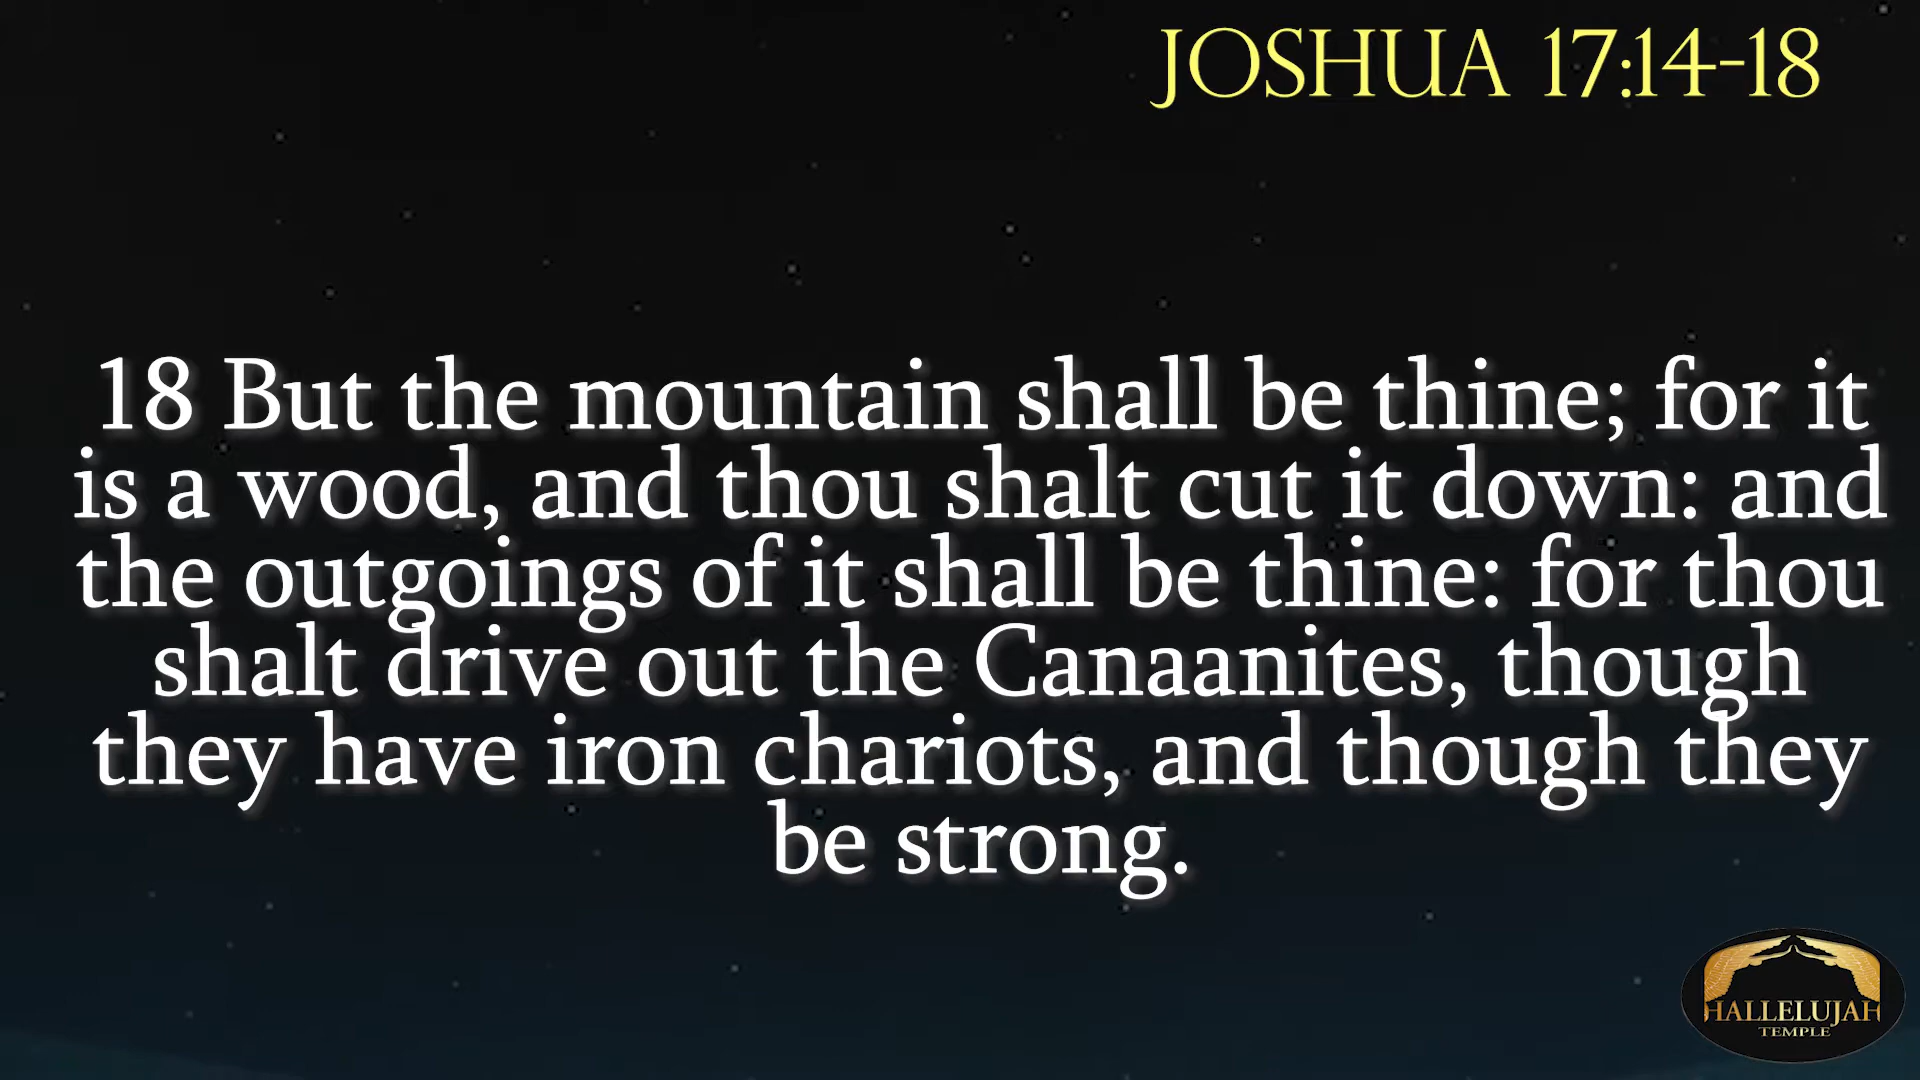 JOSHUA 17:14-18
18 But the mountain shall be thine; for it
is a wood, and thou shalt cut it down: and
the outgoings of it shall be thine: for thou
shalt drive out the Canaanites, though
they have iron chariots, and though they
be strong.
HALLELUJAH
TEMPLE